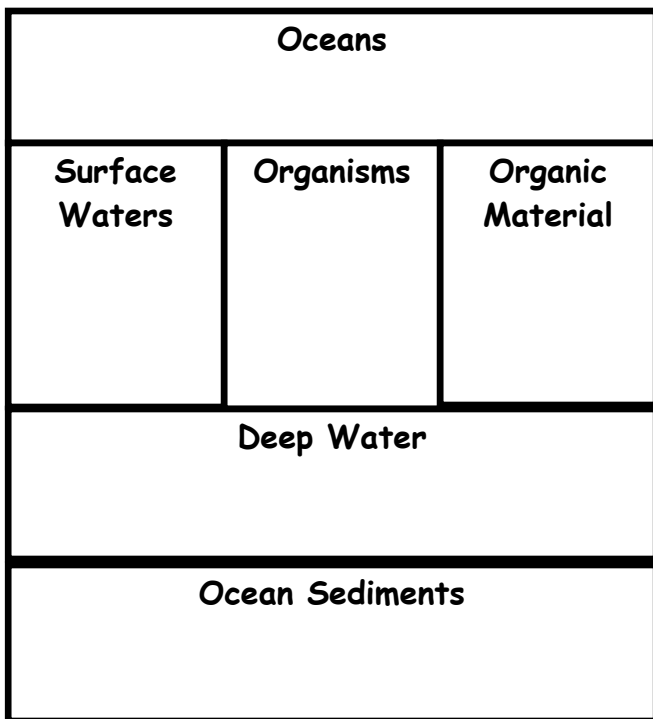 Oceans
Surface
Waters
Organisms
Organic
Material
Deep Water
Ocean Sediments